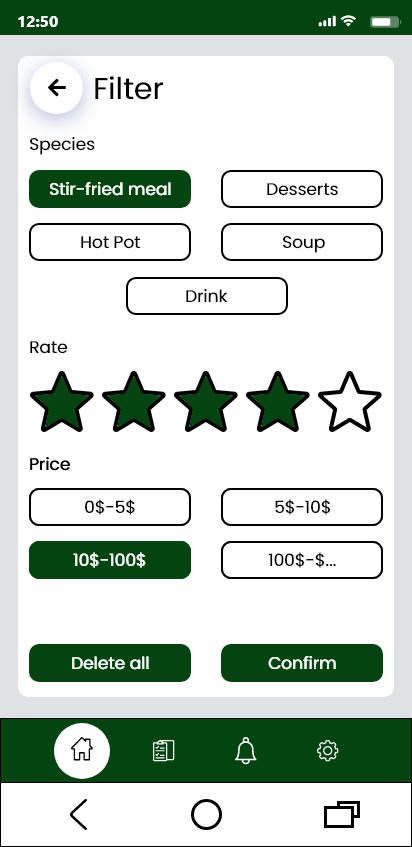 12:50
Filter
Species
Stir-fried meal
Desserts
Hot Pot
Soup
Drink
Rate
Price
0$-5$
5$-10$
10$-100$
100$-$...
Delete all
Confirm